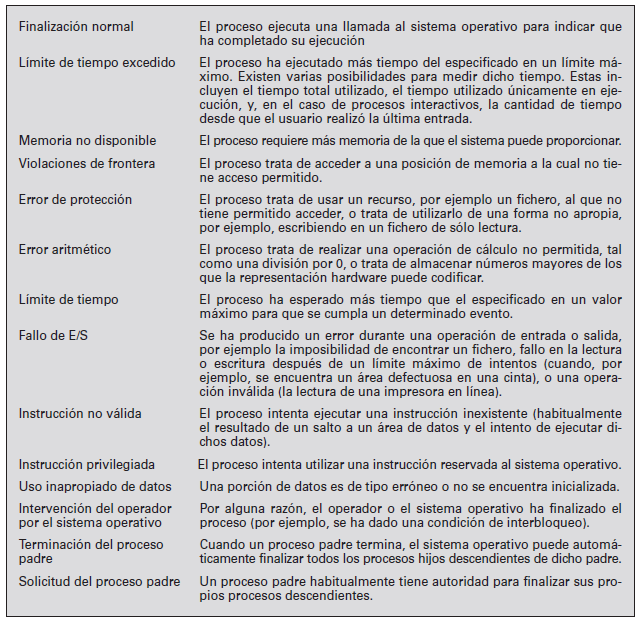 Finalización normal El proceso ejecuta una llamada al sistema operativo para indicar que
ha completado su ejecución
Límite de tiempo excedido El proceso ha ejecutado más tiempo del especificado en un límite má-
ximo. Existen varias posibilidades para medir dicho tiempo. Estas in-
cluyen el tiempo total utilizado, el tiempo utilizado únicamente en eje-
cución, y, en el caso de procesos interactivos, la cantidad de tiempo
desde que el usuario realizó la última entrada.
Memoria no disponible El proceso requiere más memoria de la que el sistema puede proporcionar.
Violaciones de frontera El proceso trata de acceder a una posición de memoria a la cual no tie-
ne acceso permitido.
Error de protección El proceso trata de usar un recurso, por ejemplo un fichero, al que no
tiene permitido acceder, o trata de utilizarlo de una forma no apropia,
por ejemplo, escribiendo en un fichero de sólo lectura.
Error aritmético El proceso trata de realizar una operación de cálculo no permitida, tal
como una división por 0, o trata de almacenar números mayores de los
que la representación hardware puede codificar.
Límite de tiempo El proceso ha esperado más tiempo que el especificado en un valor
máximo para que se cumpla un determinado evento.
Fallo de E/S Se ha producido un error durante una operación de entrada o salida,
por ejemplo la imposibilidad de encontrar un fichero, fallo en la lectura
o escritura después de un límite máximo de intentos (cuando, por
ejemplo, se encuentra un área defectuosa en una cinta), o una opera-
ción inválida (la lectura de una impresora en línea).
Instrucción no válida El proceso intenta ejecutar una instrucción inexistente (habitualmente
el resultado de un salto a un área de datos y el intento de ejecutar di-
chos datos).
Instrucción privilegiada El proceso intenta utilizar una instrucción reservada al sistema operativo.
Uso inapropiado de datos Una porción de datos es de tipo erróneo o no se encuentra inicializada.
Intervención del operador Por alguna razón, el operador o el sistema operativo ha finalizado el
por el sistema operativo proceso (por ejemplo, se ha dado una condición de interbloqueo).
Terminación del proceso Cuando un proceso padre termina, el sistema operativo puede automá-
padre ticamente finalizar todos los procesos hijos descendientes de dicho padre.
Solicitud del proceso padre Un proceso padre habitualmente tiene autoridad para finalizar sus pro-
pios procesos descendientes.